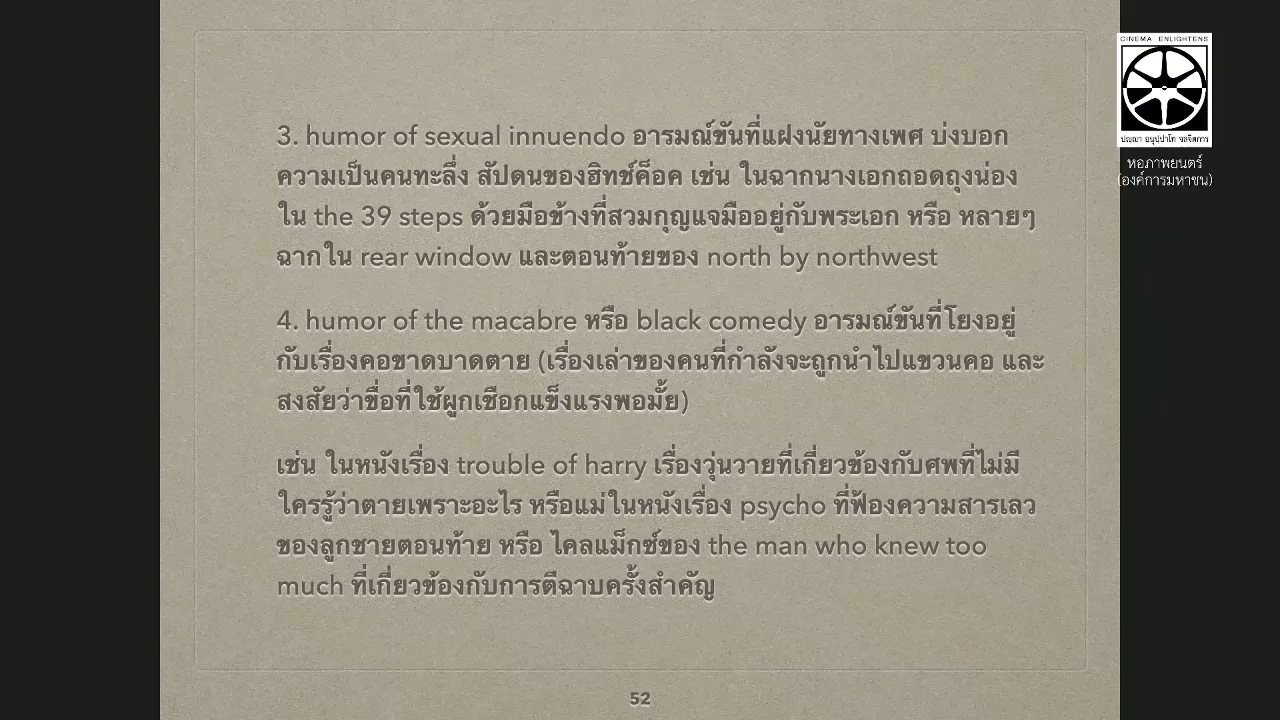 3. humor of sexual innuendo อารมณ์ขันที่แฝงนัยทางเพศ บ่งบอก
ความเป็นคนทะลึ่ง สัปดนของฮิทช์ค็อค เช่น ในฉากนางเอกถอดถุงน่อง
ใน the 39 steps ด้วยมือข้างที่สวมกุญแจมืออยู่กับพระเอก หรือ หลายๆ
ฉากใน rear window และตอนท้ายของ north by northwest
4. humor of the macabre หรือ black comedy อารมณ์ขันที่โยงอยู่
กับเรื่องคอขาดบาดตาย (เรื่องเล่าของคนที่กำลังจะถูกนำไปแขวนคอ และ
สงสัยว่าขื่อที่ใช้ผูกเชือกแข็งแรงพอมั้ย)
เช่น ในหนังเรื่อง trouble of harry เรื่องวุ่นวายที่เกี่ยวข้องกับศพที่ไม่มี
ใครรู้ว่าตายเพราะอะไร หรือแม่ในหนังเรื่อง psycho ที่ฟ้องความสารเลว
ของลูกชายตอนท้าย หรือ ไคลแม็กซ์ของ the man who knew too
much ที่เกี่ยวข้องกับการตีฉาบครั้งสำคัญ
52
CINEMA ENLIGHTENS
ปญฺญา อนุปฺปาโท จลจิตการ
หอภาพยนตร์
(องค์การมหาชน)